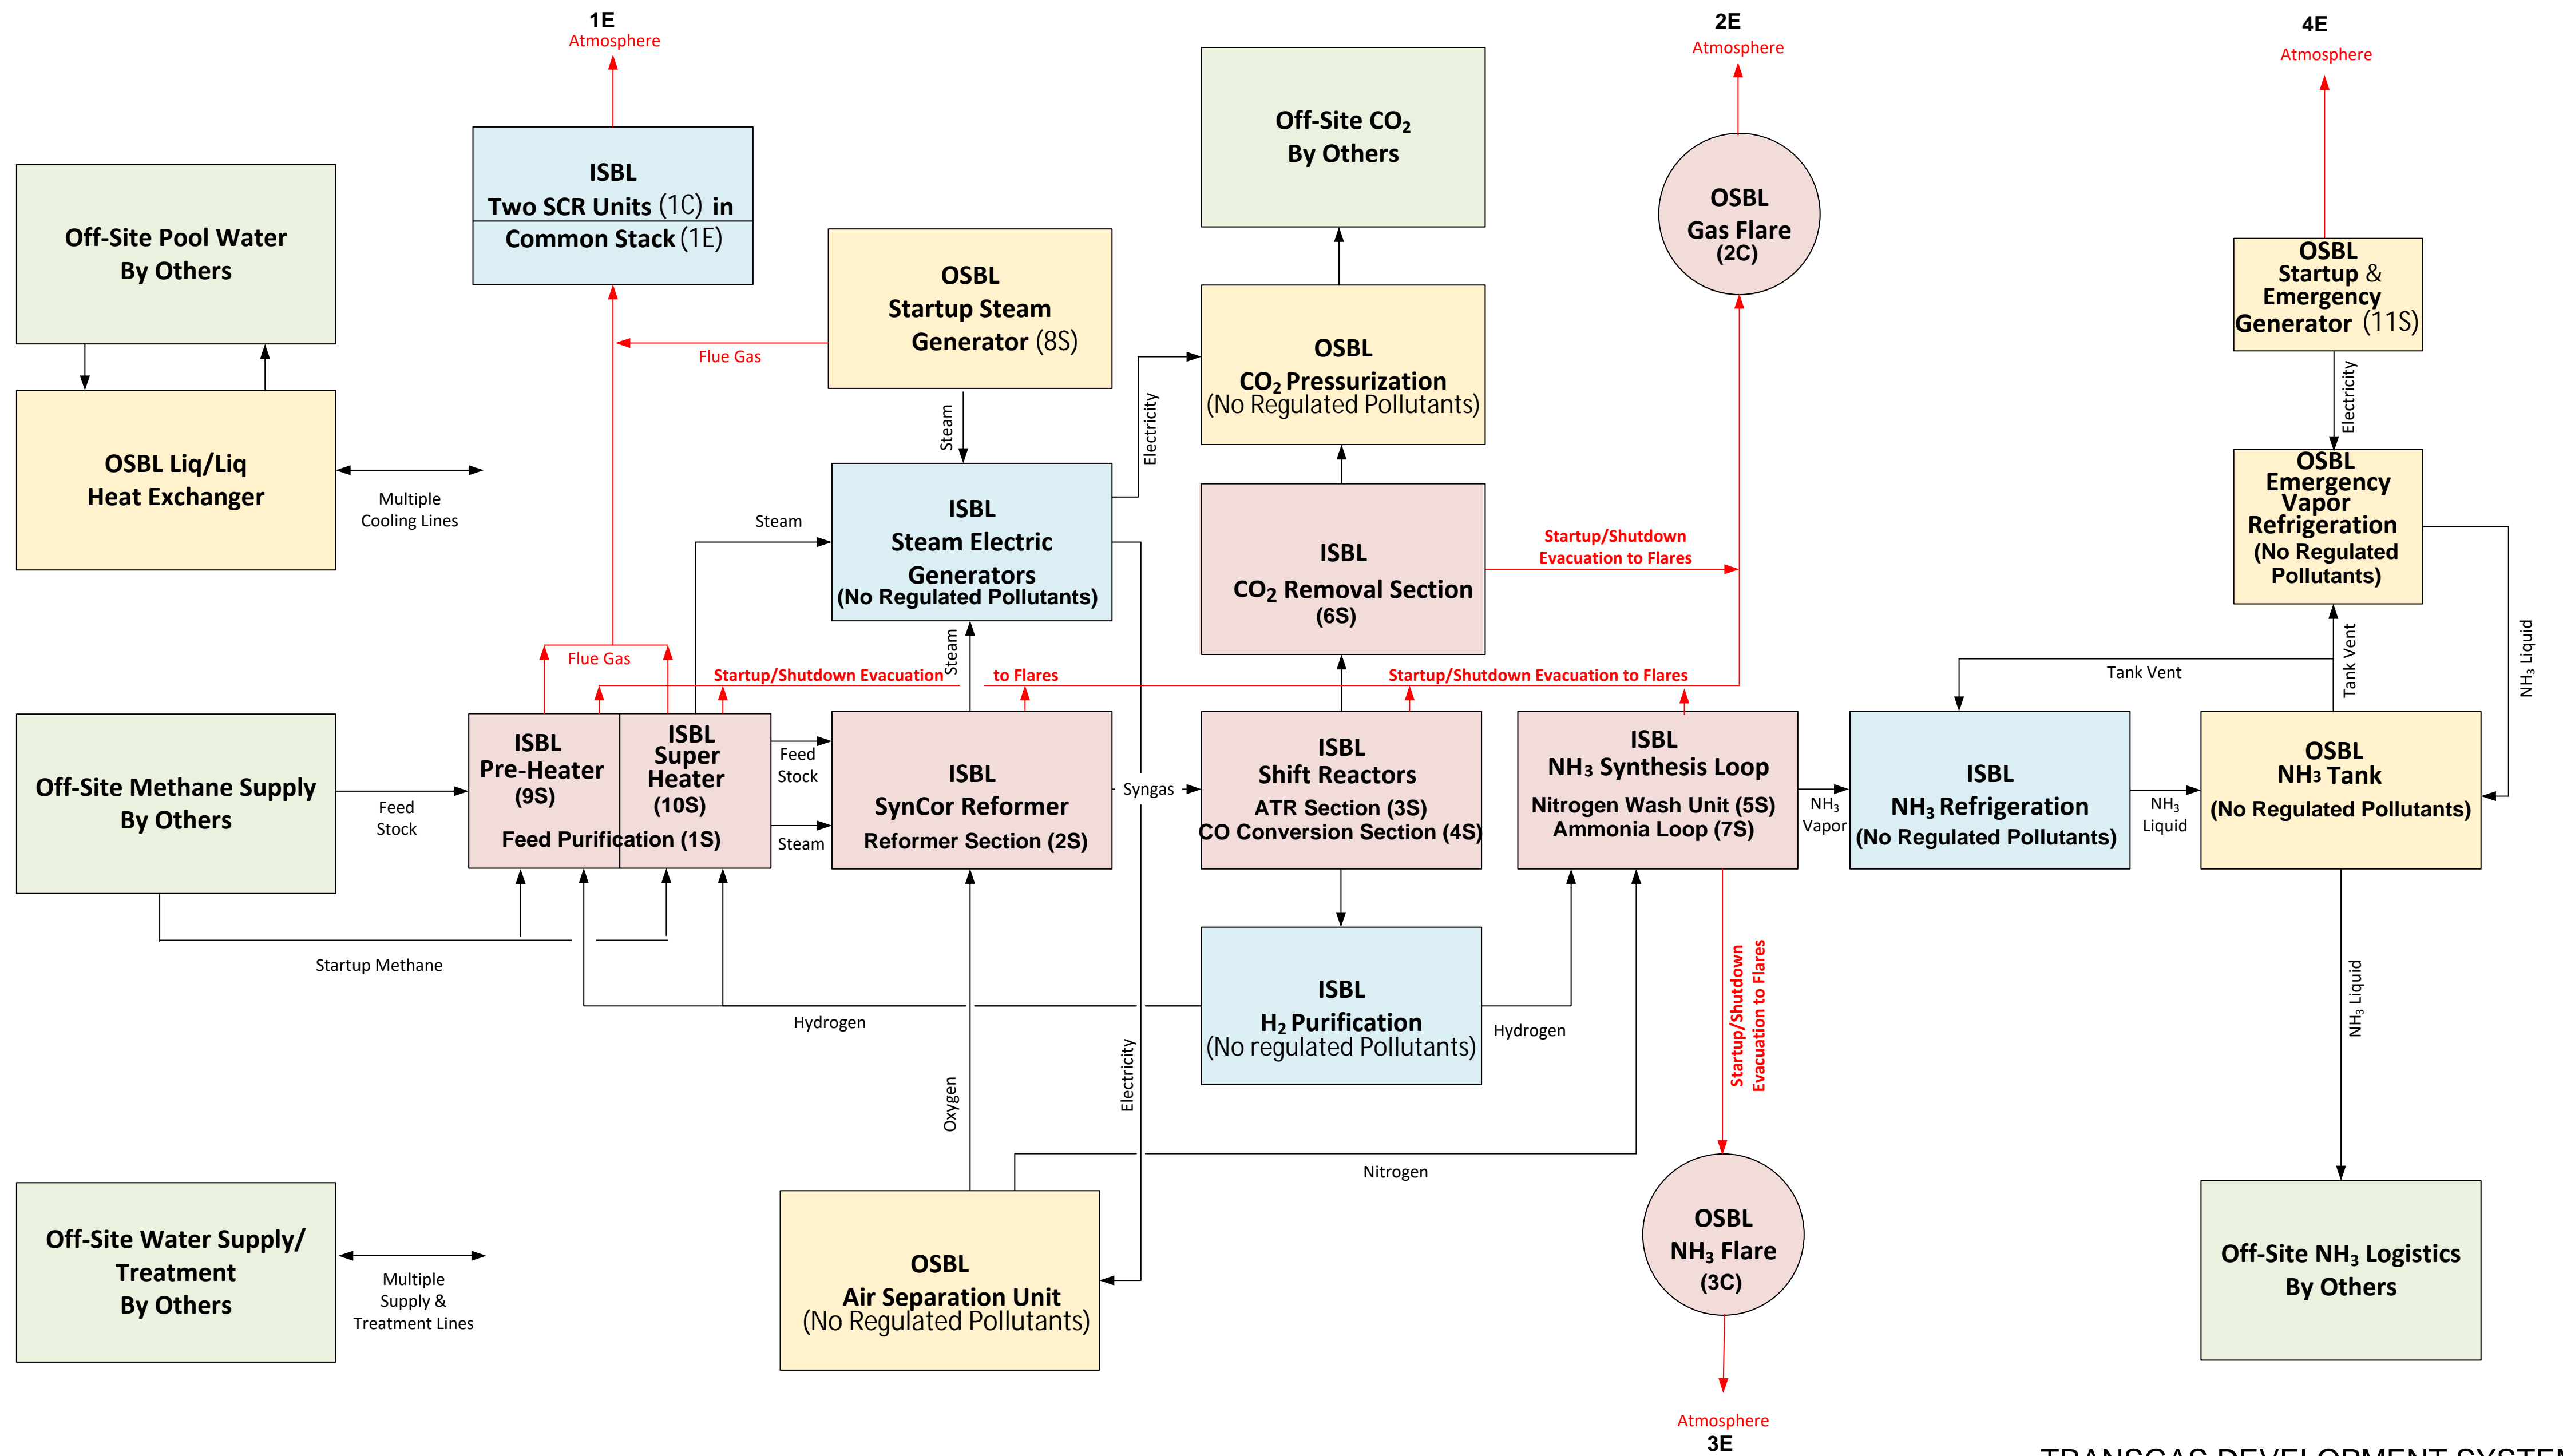 1E
Atmosphere
2E
Atmosphere
4E
Atmosphere
Off-Site Pool Water
By Others
ISBL
Two SCR Units (1C) in
Common Stack (1E)
OSBL
Startup Steam
Generator (8S)
Flue Gas
Off-Site CO₂
By Others
OSBL
Gas Flare
(2C)
OSBL
Startup &
Emergency
Generator (11S)
OSBL
CO₂ Pressurization
(No Regulated Pollutants)
Steam
Electricity
Electricity
OSBL Liq/Liq
Heat Exchanger
Multiple
Cooling Lines
Steam
ISBL
Steam Electric
Generators
(No Regulated Pollutants)
ISBL
CO₂ Removal Section
(6S)
Startup/Shutdown
Evacuation to Flares
OSBL
Emergency
Vapor
Refrigeration
(No Regulated
Pollutants)
Flue Gas
Steam
Startup/Shutdown Evacuation
to Flares
Startup/Shutdown Evacuation to Flares
Tank Vent
Tank Vent
NH₃ Liquid
Off-Site Methane Supply
By Others
Feed
Stock
ISBL
Pre-Heater
(9S)
ISBL
Super
Heater
(10S)
Feed Purification (1S)
Feed
Stock
Steam
ISBL
SynCor Reformer
Reformer Section (2S)
Syngas
ISBL
Shift Reactors
ATR Section (3S)
CO Conversion Section (4S)
ISBL
NH₃ Synthesis Loop
Nitrogen Wash Unit (5S)
Ammonia Loop (7S)
NH₃
Vapor
ISBL
NH₃ Refrigeration
(No Regulated Pollutants)
NH₃
Liquid
OSBL
NH3 Tank
(No Regulated Pollutants)
Startup Methane
Hydrogen
ISBL
H₂ Purification
(No regulated Pollutants)
Hydrogen
Startup/Shutdown
Evacuation to Flares
NH₃ Liquid
Oxygen
Electricity
Nitrogen
Off-Site Water Supply/
Treatment
By Others
Multiple
Supply &
Treatment Lines
OSBL
Air Separation Unit
(No Regulated Pollutants)
OSBL
NH₃ Flare
(3C)
Off-Site NH₃ Logistics
By Others
Atmosphere
3E
TRANSGAS DEVELOPMENT SYSTEM